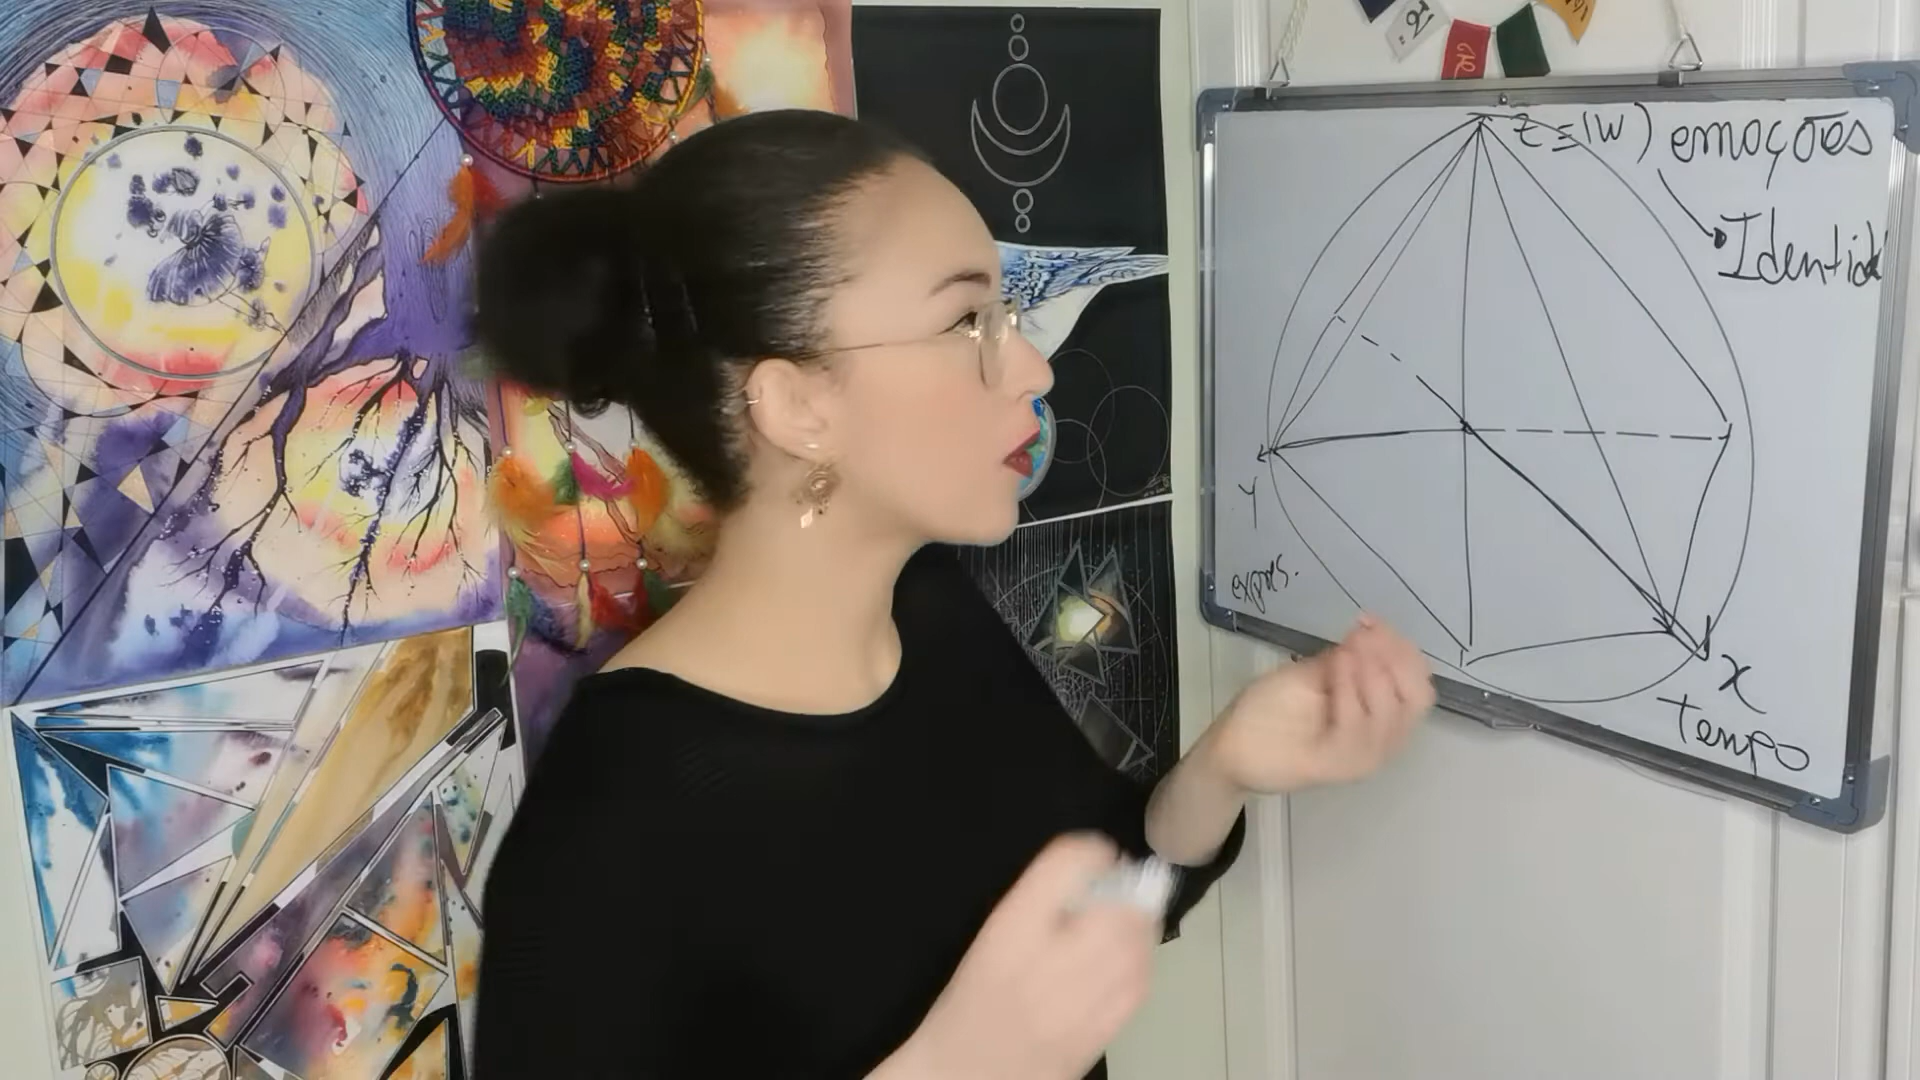 Z = (W) emoções
Identid
Y
expres.
X
tempo